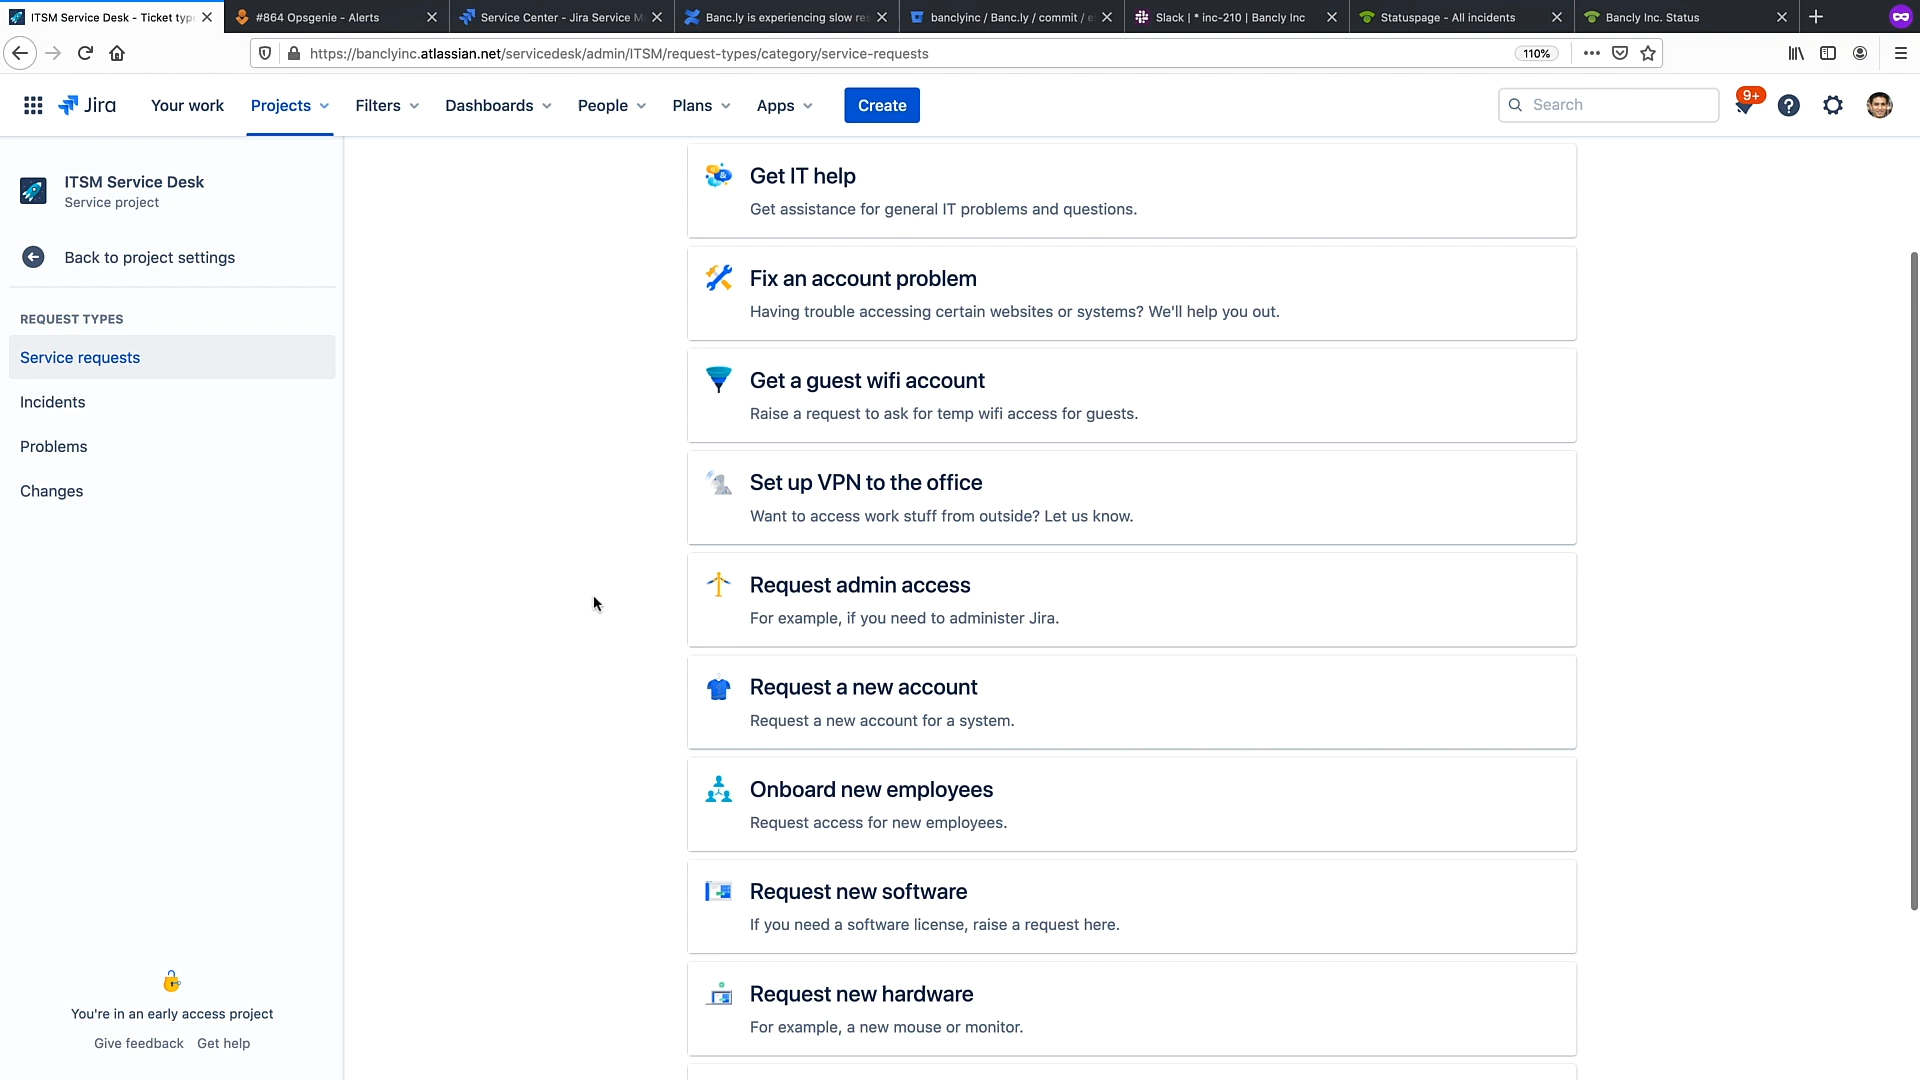 ITSM Service Desk - Ticket typ
#864 Opsgenie - Alerts
Service Center - Jira Service M
Banc.ly is experiencing slow re
banclyinc / Banc.ly / commit / e
Slack | * inc-210 | Bancly Inc
Statuspage - All incidents
Bancly Inc. Status
https://banclyinc.atlassian.net/servicedesk/admin/ITSM/request-types/category/service-requests
110%
Jira
Your work
Projects
Filters
Dashboards
People
Plans
Apps
Create
Search
9+
ITSM Service Desk
Service project
Back to project settings
REQUEST TYPES
Service requests
Incidents
Problems
Changes
You're in an early access project
Give feedback Get help
Get IT help
Get assistance for general IT problems and questions.
Fix an account problem
Having trouble accessing certain websites or systems? We'll help you out.
Get a guest wifi account
Raise a request to ask for temp wifi access for guests.
Set up VPN to the office
Want to access work stuff from outside? Let us know.
Request admin access
For example, if you need to administer Jira.
Request a new account
Request a new account for a system.
Onboard new employees
Request access for new employees.
Request new software
If you need a software license, raise a request here.
Request new hardware
For example, a new mouse or monitor.